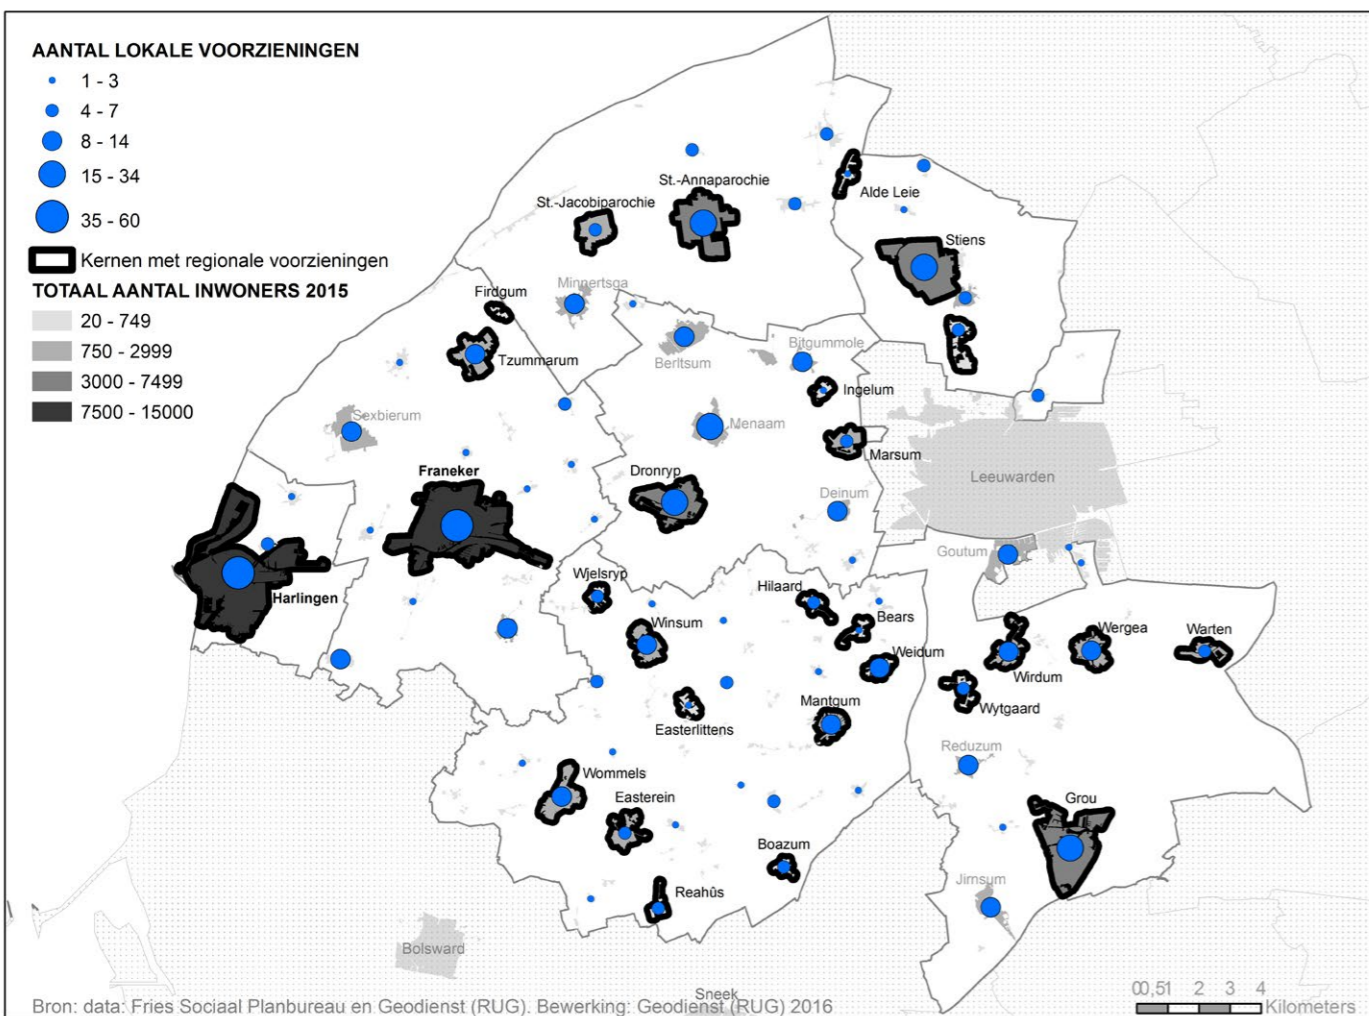 AANTAL LOKALE VOORZIENINGEN
1 - 3
4 - 7
8 - 14
15 - 34
35 - 60
Kernen met regionale voorzieningen
TOTAAL AANTAL INWONERS 2015
20 - 749
750 - 2999
3000 - 7499
7500 - 15000
St.-Annaparochie
St.-Jacobiparochie
Alde Leie
Stiens
Minnertsga
Firdgum
Tzummarum
Berltsum
Bitgummole
Ingelum
Sexbierum
Menaam
Marsum
Franeker
Dronryp
Leeuwarden
Deinum
Goutum
Harlingen
Wjelsryp
Hilaard
Winsum
Bears
Wergea
Warten
Weidum
Wirdum
Easterlittens
Mantgum
Wytgaard
Reduzum
Wommels
Easterein
Grou
Boazum
Reahûs
Jirnsum
Bolsward
Sneek
Bron: data: Fries Sociaal Planbureau en Geodienst (RUG). Bewerking: Geodienst (RUG) 2016
00,51 2 3 4
Kilometers